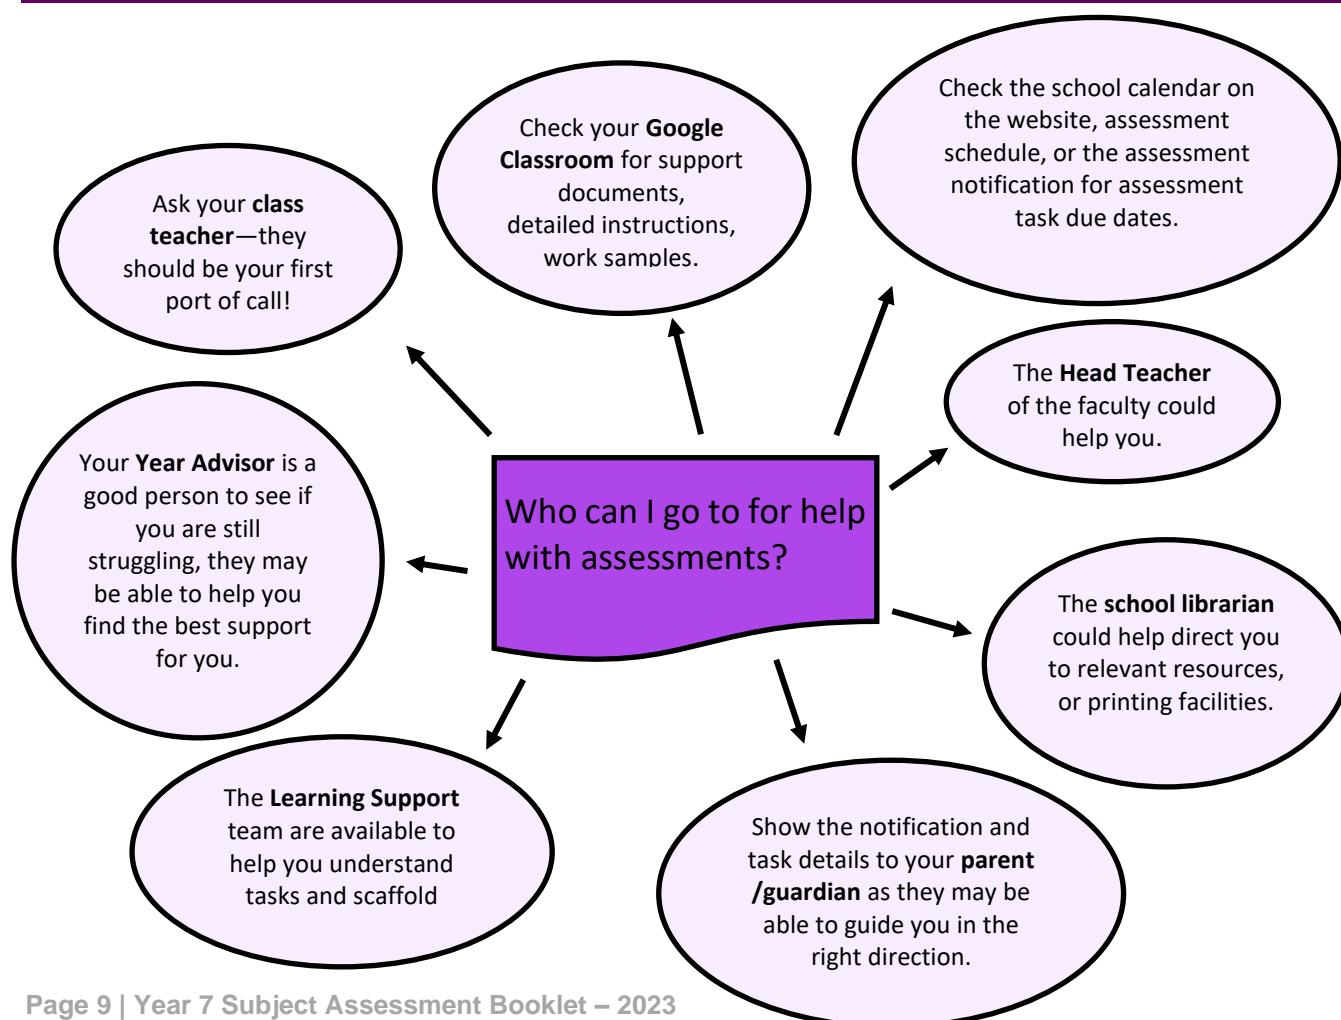 Check the school calendar on
the website, assessment
schedule, or the assessment
notification for assessment
task due dates.
Check your Google
Classroom for support
documents,
detailed instructions,
work samples.
Ask your class
teacher—they
should be your first
port of call!
The Head Teacher
of the faculty could
help you.
Your Year Advisor is a
good person to see if
you are still
struggling, they may
be able to help you
find the best support
for you.
Who can I go to for help
with assessments?
The school librarian
could help direct you
to relevant resources,
or printing facilities.
The Learning Support
team are available to
help you understand
tasks and scaffold
Show the notification and
task details to your parent
/guardian as they may be
able to guide you in the
right direction.
Page 9 | Year 7 Subject Assessment Booklet – 2023